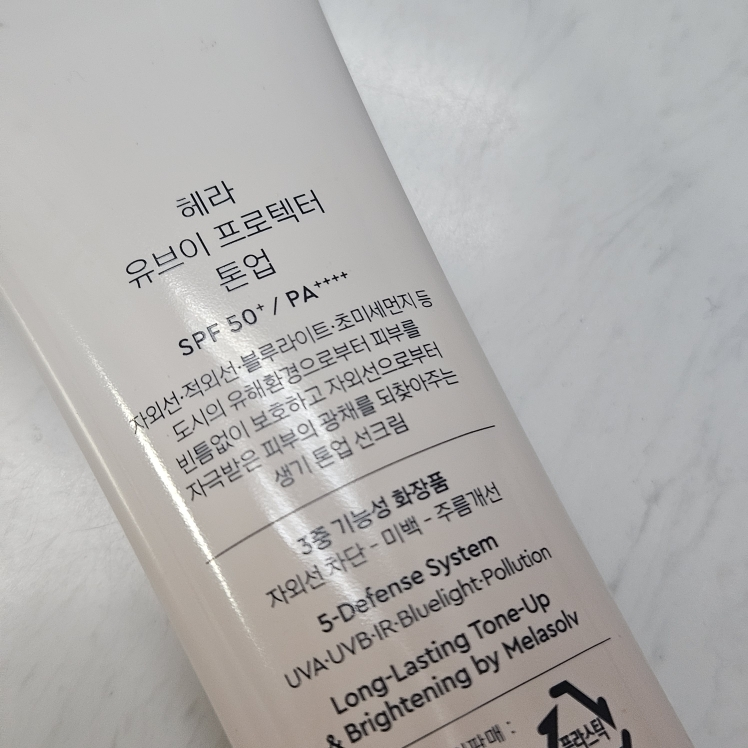 헤라
유브이 프로텍터
톤업
SPF 50+ / PA++++
자외선·적외선·블루라이트·초미세먼지 등
도시의 유해환경으로부터 피부를
빈틈없이 보호하고 자외선으로부터
자극받은 피부의 광채를 되찾아주는
생기 톤업 선크림
3중 기능성 화장품
자외선차단 - 미백 - 주름개선
5-Defense System
UVA·UVB·IR·Bluelight·Pollution
Long-Lasting Tone-Up
& Brightening by Melasolv
판매 :
플라스틱